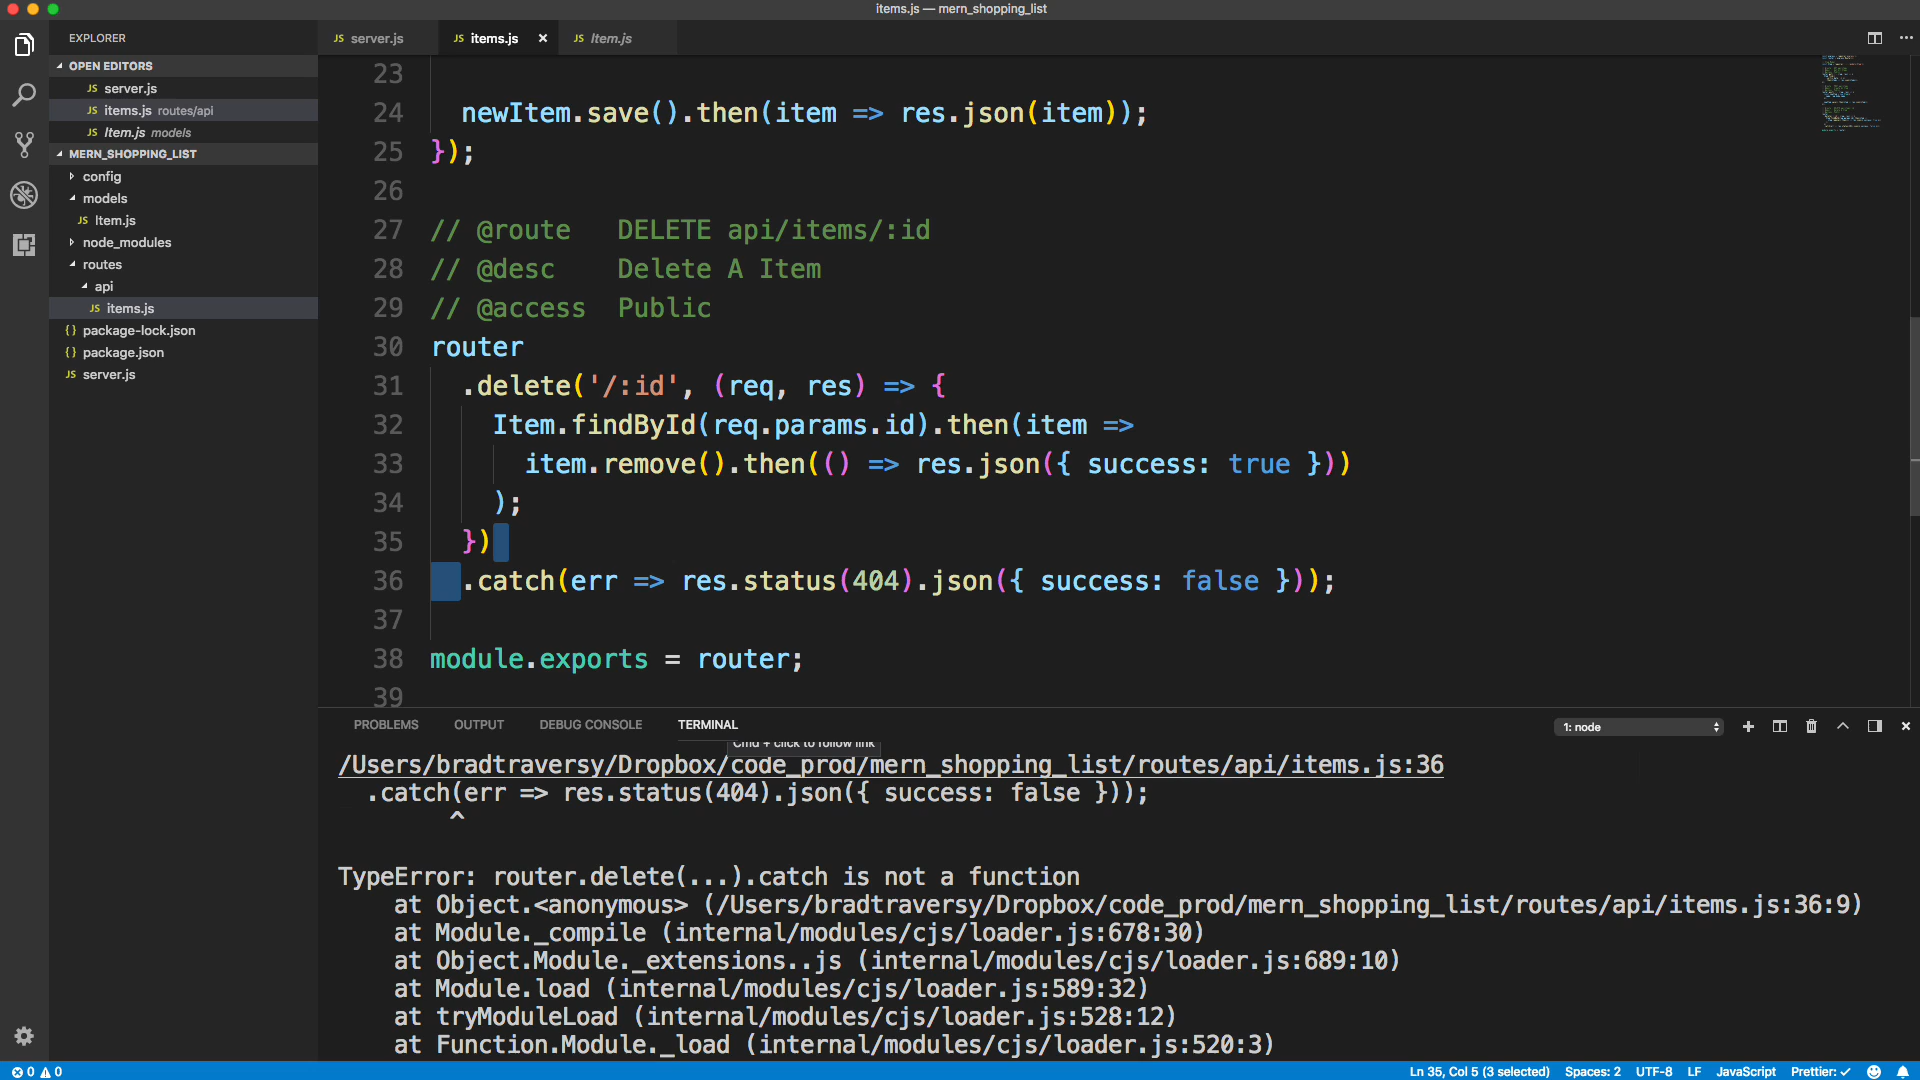 items.js — mern_shopping_list
EXPLORER
OPEN EDITORS
JS server.js
JS items.js routes/api
JS Item.js models
MERN_SHOPPING_LIST
config
models
JS Item.js
node_modules
routes
api
JS items.js
{} package-lock.json
{} package.json
JS server.js
JS server.js JS items.js × JS Item.js
23
24 newItem.save().then(item => res.json(item));
25 });
26
27 // @route   DELETE api/items/:id
28 // @desc    Delete A Item
29 // @access  Public
30 router
31 .delete('/:id', (req, res) => {
32 Item.findById(req.params.id).then(item =>
33 item.remove().then(() => res.json({ success: true }))
34 );
35 })
36 .catch(err => res.status(404).json({ success: false }));
37
38 module.exports = router;
39
PROBLEMS OUTPUT DEBUG CONSOLE TERMINAL 1: node
Cmd + click to follow link
/Users/bradtraversy/Dropbox/code_prod/mern_shopping_list/routes/api/items.js:36
.catch(err => res.status(404).json({ success: false }));
^
TypeError: router.delete(...).catch is not a function
at Object.<anonymous> (/Users/bradtraversy/Dropbox/code_prod/mern_shopping_list/routes/api/items.js:36:9)
at Module._compile (internal/modules/cjs/loader.js:678:30)
at Object.Module._extensions..js (internal/modules/cjs/loader.js:689:10)
at Module.load (internal/modules/cjs/loader.js:589:32)
at tryModuleLoad (internal/modules/cjs/loader.js:528:12)
at Function.Module._load (internal/modules/cjs/loader.js:520:3)
0 0 Ln 35, Col 5 (3 selected) Spaces: 2 UTF-8 LF JavaScript Prettier: ✓